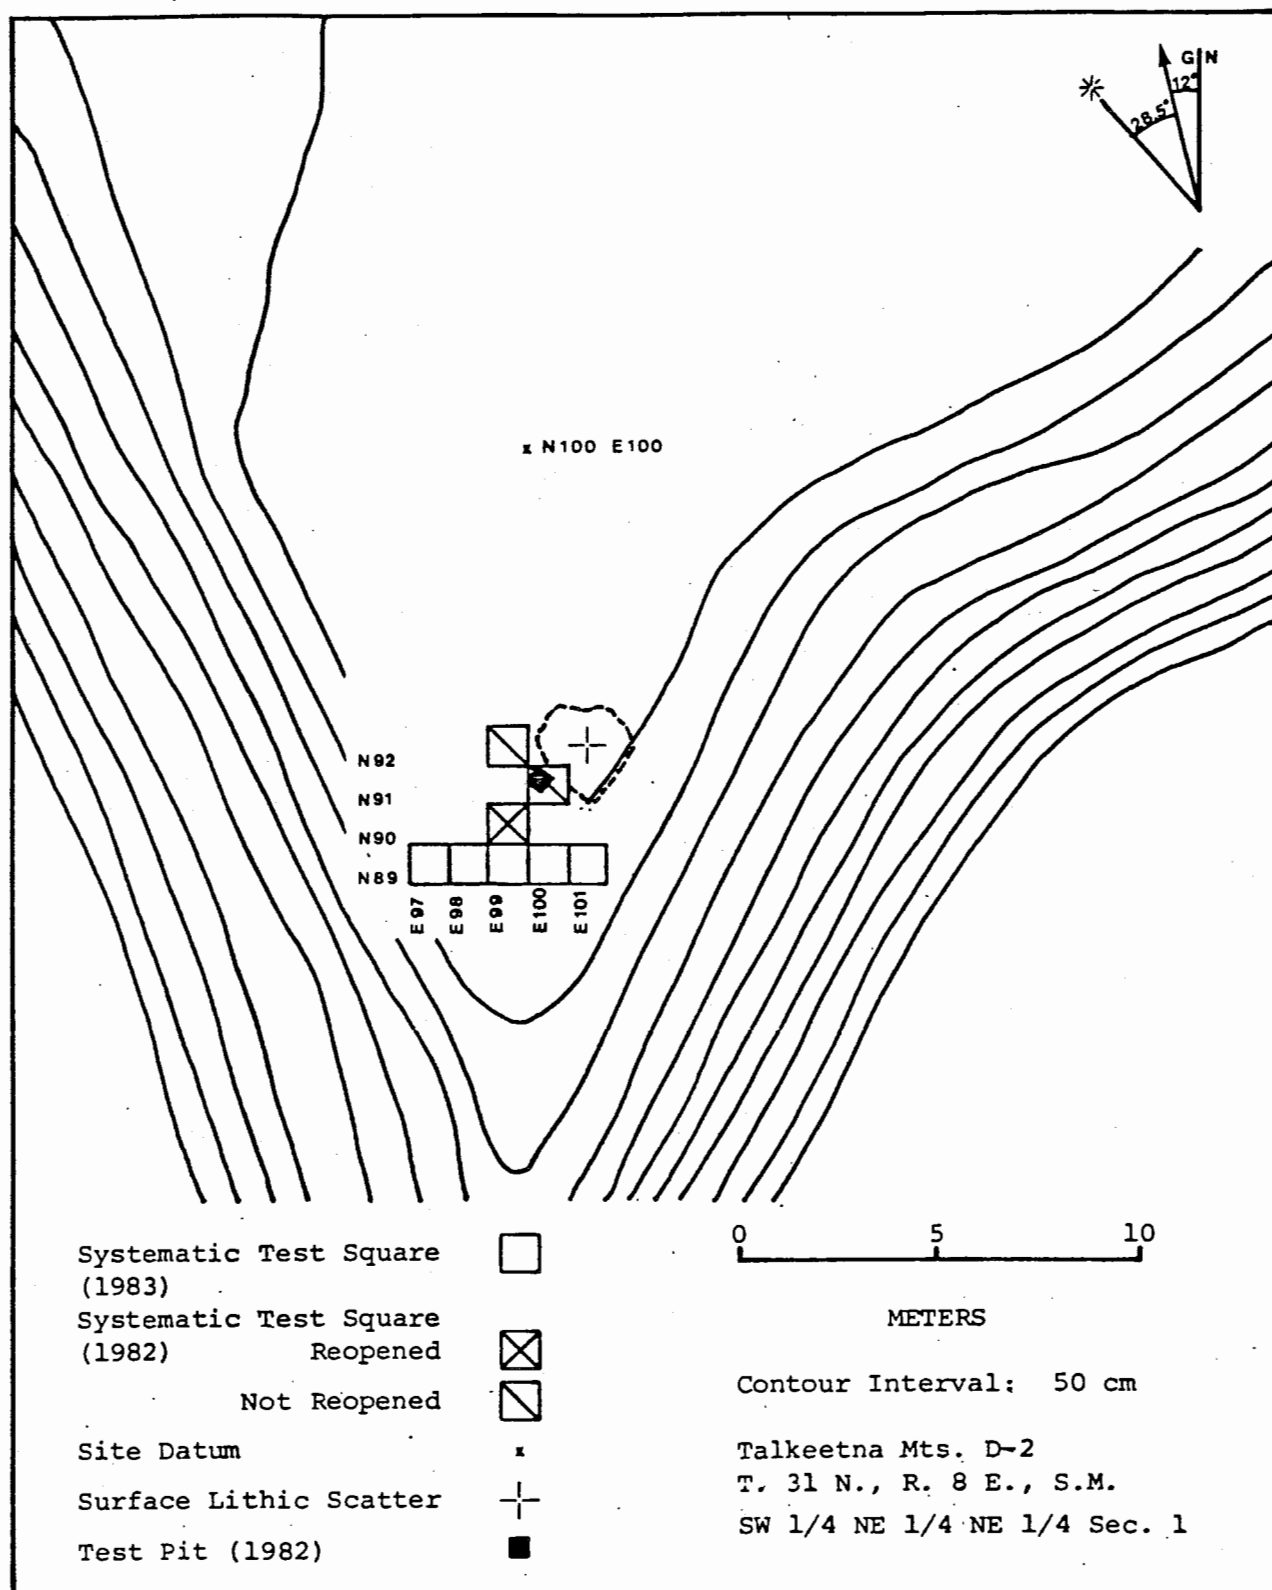 G N
12°
28.5°
N100 E100
N92
N91
N90
N89
E97
E98
E99
E100
E101
Systematic Test Square
(1983)
Systematic Test Square
(1982) Reopened
Not Reopened
Site Datum
Surface Lithic Scatter
Test Pit (1982)
0 5 10
METERS
Contour Interval: 50 cm
Talkeetna Mts. D-2
T. 31 N., R. 8 E., S.M.
SW 1/4 NE 1/4 NE 1/4 Sec. 1